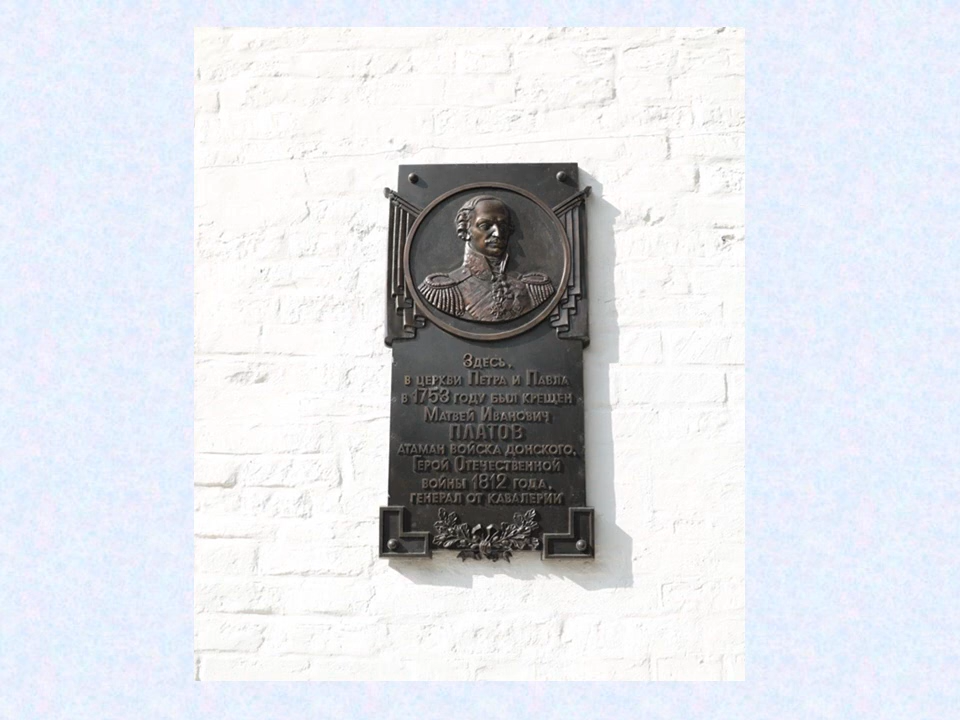 Здесь,
в церкви Петра и Павла
в 1753 году был крещен
Матвей Иванович
ПЛАТОВ
атаман войска донского,
Герой Отечественной
войны 1812 года,
генерал от кавалерии